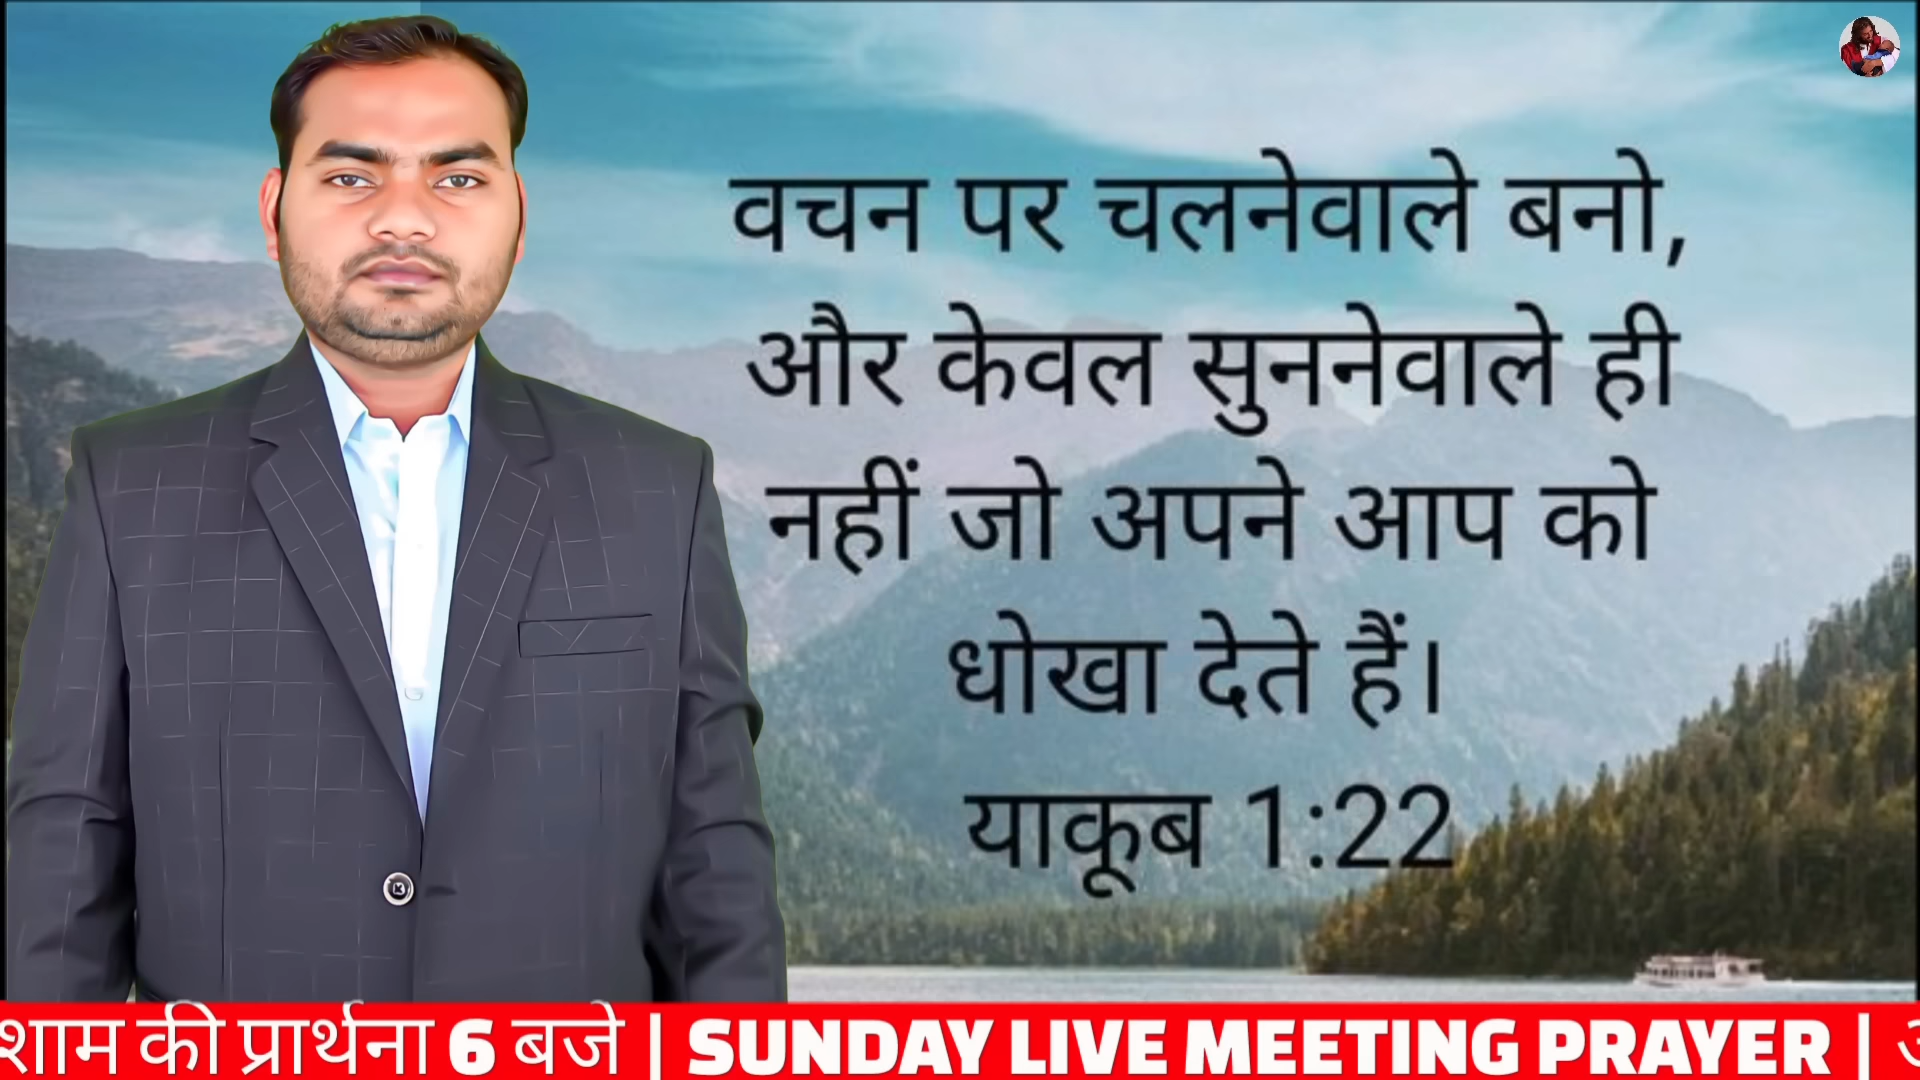 वचन पर चलनेवाले बनो,
और केवल सुननेवाले ही
नहीं जो अपने आप को
धोखा देते हैं।
याकूब 1:22
शाम की प्रार्थना 6 बजे | SUNDAY LIVE MEETING PRAYER |